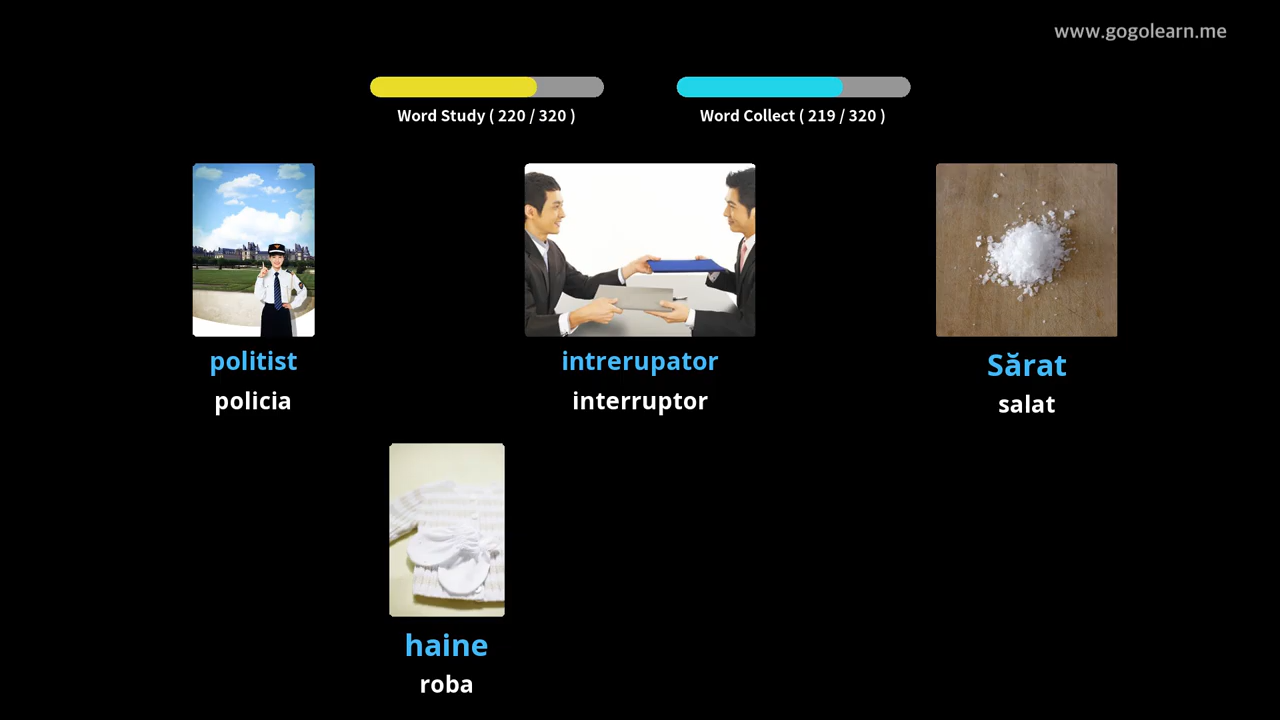 www.gogolearn.me
Word Study ( 220 / 320 )
Word Collect ( 219 / 320 )
politist
policia
intrerupator
interruptor
Sărat
salat
haine
roba